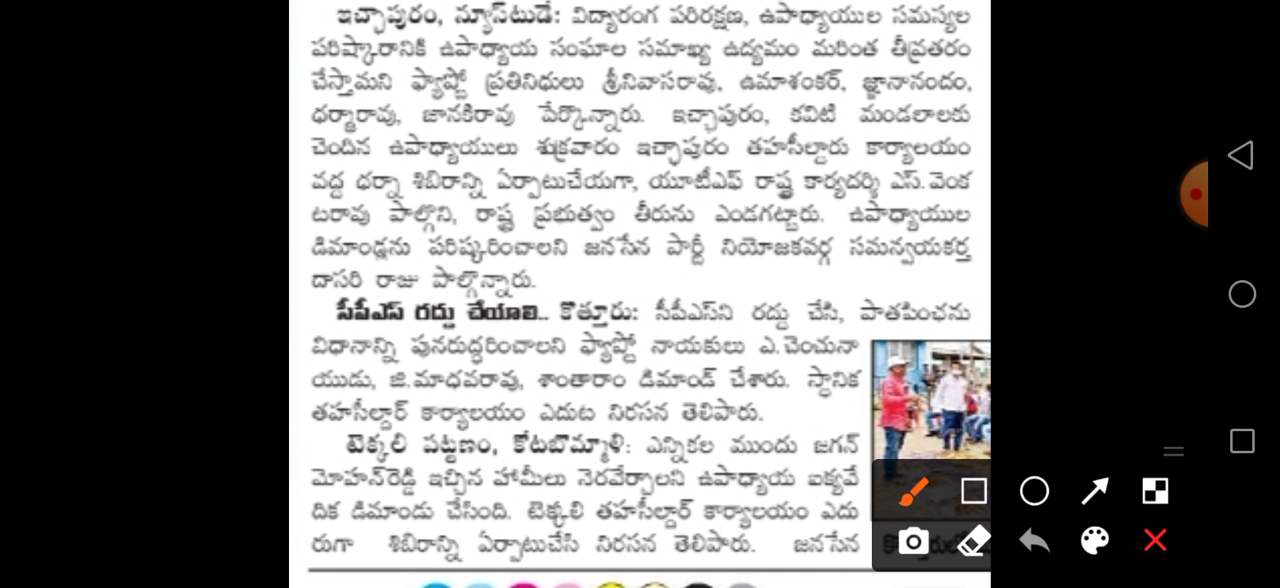 ఇచ్ఛాపురం, న్యూస్‌టుడే: విద్యారంగ పరిరక్షణ, ఉపాధ్యాయుల సమస్యల
పరిష్కారానికి ఉపాధ్యాయ సంఘాల సమాఖ్య ఉద్యమం మరింత తీవ్రతరం
చేస్తామని ఫ్యాప్టో ప్రతినిధులు శ్రీనివాసరావు, ఉమాశంకర్, జ్ఞానానందం,
ధర్మారావు, జానకిరావు పేర్కొన్నారు. ఇచ్ఛాపురం, కవిటి మండలాలకు
చెందిన ఉపాధ్యాయులు శుక్రవారం ఇచ్ఛాపురం తహసీల్దారు కార్యాలయం
వద్ద ధర్నా శిబిరాన్ని ఏర్పాటుచేయగా, యూటీఎఫ్ రాష్ట్ర కార్యదర్శి ఎస్.వెంక
టరావు పాల్గొని, రాష్ట్ర ప్రభుత్వం తీరును ఎండగట్టారు. ఉపాధ్యాయుల
డిమాండ్లను పరిష్కరించాలని జనసేన పార్టీ నియోజకవర్గ సమన్వయకర్త
దాసరి రాజు పాల్గొన్నారు.
సీపీఎస్ రద్దు చేయాలి.. కొత్తూరు: సీపీఎస్‌ని రద్దు చేసి, పాతపింఛను
విధానాన్ని పునరుద్ధరించాలని ఫ్యాప్టో నాయకులు ఎ.చెంచునా
యుడు, జి.మాధవరావు, శాంతారాం డిమాండ్ చేశారు. స్థానిక
తహసీల్దార్ కార్యాలయం ఎదుట నిరసన తెలిపారు.
టెక్కలి పట్టణం, కోటబొమ్మాళి: ఎన్నికల ముందు జగన్
మోహన్‌రెడ్డి ఇచ్చిన హామీలు నెరవేర్చాలని ఉపాధ్యాయ ఐక్యవే
దిక డిమాండు చేసింది. టెక్కలి తహసీల్దార్ కార్యాలయం ఎదు
రుగా శిబిరాన్ని ఏర్పాటుచేసి నిరసన తెలిపారు. జనసేన